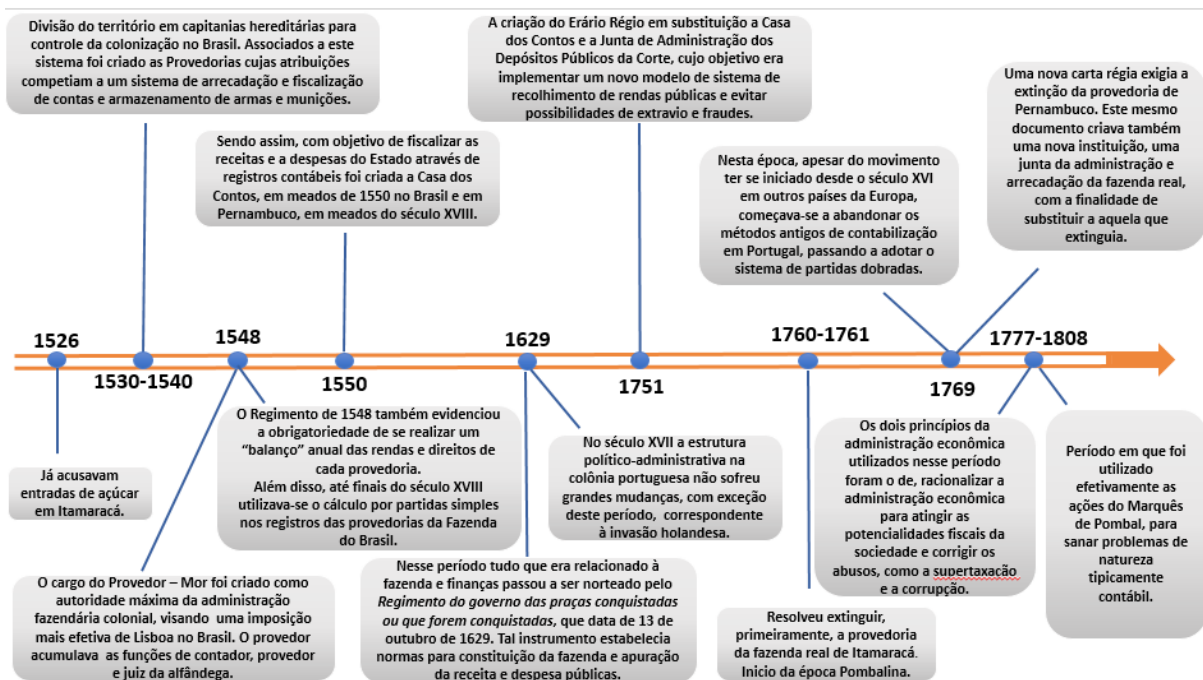 Divisão do território em capitanias hereditárias para
controle da colonização no Brasil. Associados a este
sistema foi criado as Provedorias cujas atribuições
competiam a um sistema de arrecadação e fiscalização
de contas e armazenamento de armas e munições.
Sendo assim, com objetivo de fiscalizar as
receitas e a despesas do Estado através de
registros contábeis foi criada a Casa dos
Contos, em meados de 1550 no Brasil e em
Pernambuco, em meados do século XVIII.
A criação do Erário Régio em substituição a Casa
dos Contos e a Junta de Administração dos
Depósitos Públicos da Corte, cujo objetivo era
implementar um novo modelo de sistema de
recolhimento de rendas públicas e evitar
possibilidades de extravio e fraudes.
Nesta época, apesar do movimento
ter se iniciado desde o século XVI
em outros países da Europa,
começava-se a abandonar os
métodos antigos de contabilização
em Portugal, passando a adotar o
sistema de partidas dobradas.
Uma nova carta régia exigia a
extinção da provedoria de
Pernambuco. Este mesmo
documento criava também
uma nova instituição, uma
junta da administração e
arrecadação da fazenda real,
com a finalidade de
substituir a aquela que
extinguia.
1526
1530-1540
1548
1550
1629
1751
1760-1761
1769
1777-1808
Já acusavam
entradas de açúcar
em Itamaracá.
O Regimento de 1548 também evidenciou
a obrigatoriedade de se realizar um
“balanço” anual das rendas e direitos de
cada provedoria.
Além disso, até finais do século XVIII
utilizava-se o cálculo por partidas simples
nos registros das provedorias da Fazenda
do Brasil.
O cargo do Provedor – Mor foi criado como
autoridade máxima da administração
fazendária colonial, visando uma imposição
mais efetiva de Lisboa no Brasil. O provedor
acumulava as funções de contador, provedor
e juiz da alfândega.
No século XVII a estrutura
político-administrativa na
colônia portuguesa não sofreu
grandes mudanças, com exceção
deste período, correspondente
à invasão holandesa.
Nesse período tudo que era relacionado à
fazenda e finanças passou a ser norteado pelo
Regimento do governo das praças conquistadas
ou que forem conquistadas, que data de 13 de
outubro de 1629. Tal instrumento estabelecia
normas para constituição da fazenda e apuração
da receita e despesa públicas.
Resolveu extinguir,
primeiramente, a provedoria
da fazenda real de Itamaracá.
Inicio da época Pombalina.
Os dois princípios da
administração econômica
utilizados nesse período
foram o de, racionalizar a
administração econômica
para atingir as
potencialidades fiscais da
sociedade e corrigir os
abusos, como a supertaxação
e a corrupção.
Período em que foi
utilizado
efetivamente as
ações do Marquês
de Pombal, para
sanar problemas de
natureza
tipicamente
contábil.